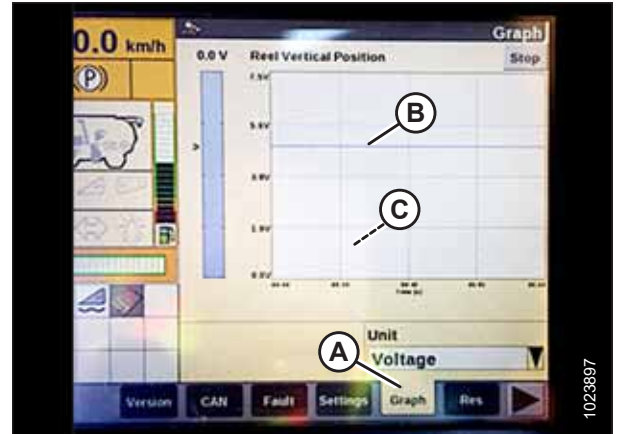 0.0 km/h
Graph
0.0 V
Reel Vertical Position
Stop
(P)
B
C
Unit
A
Voltage
Version
CAN
Fault
Settings
Graph
Res
1023897